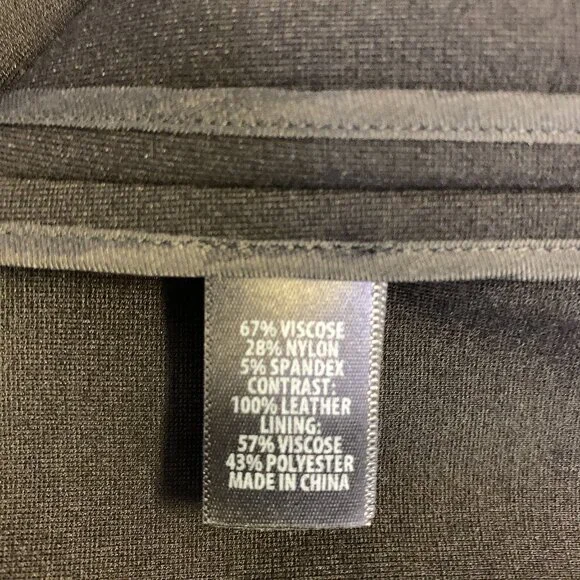 67% VISCOSE
28% NYLON
5% SPANDEX
CONTRAST:
100% LEATHER
LINING:
57% VISCOSE
43% POLYESTER
MADE IN CHINA